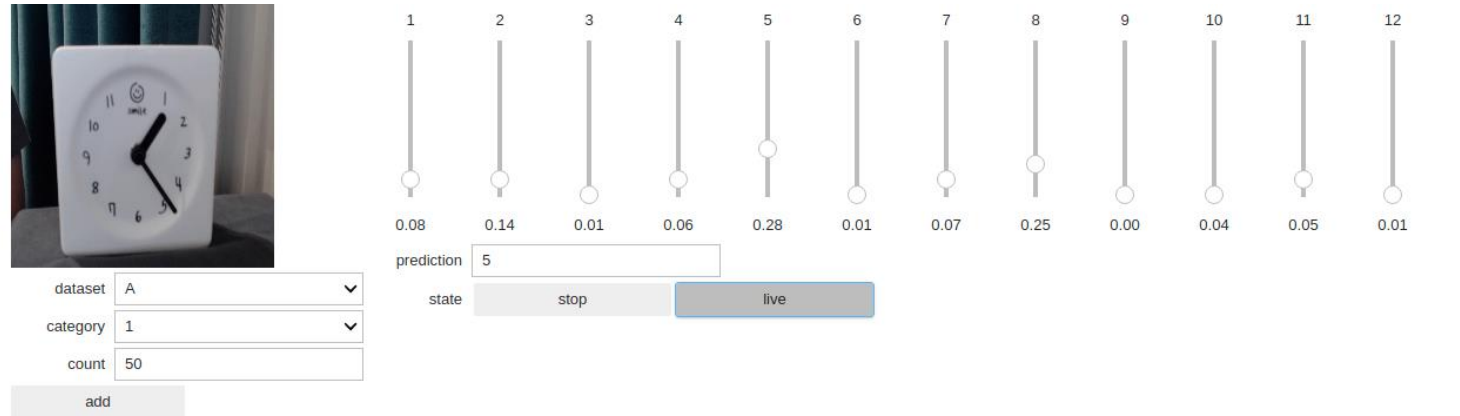 1 2 3 4 5 6 7 8 9 10 11 12
0.08 0.14 0.01 0.06 0.28 0.01 0.07 0.25 0.00 0.04 0.05 0.01
prediction 5
state stop live
smile
11 1
10 2
9 3
8 4
7 6 5
dataset A
category 1
count 50
add